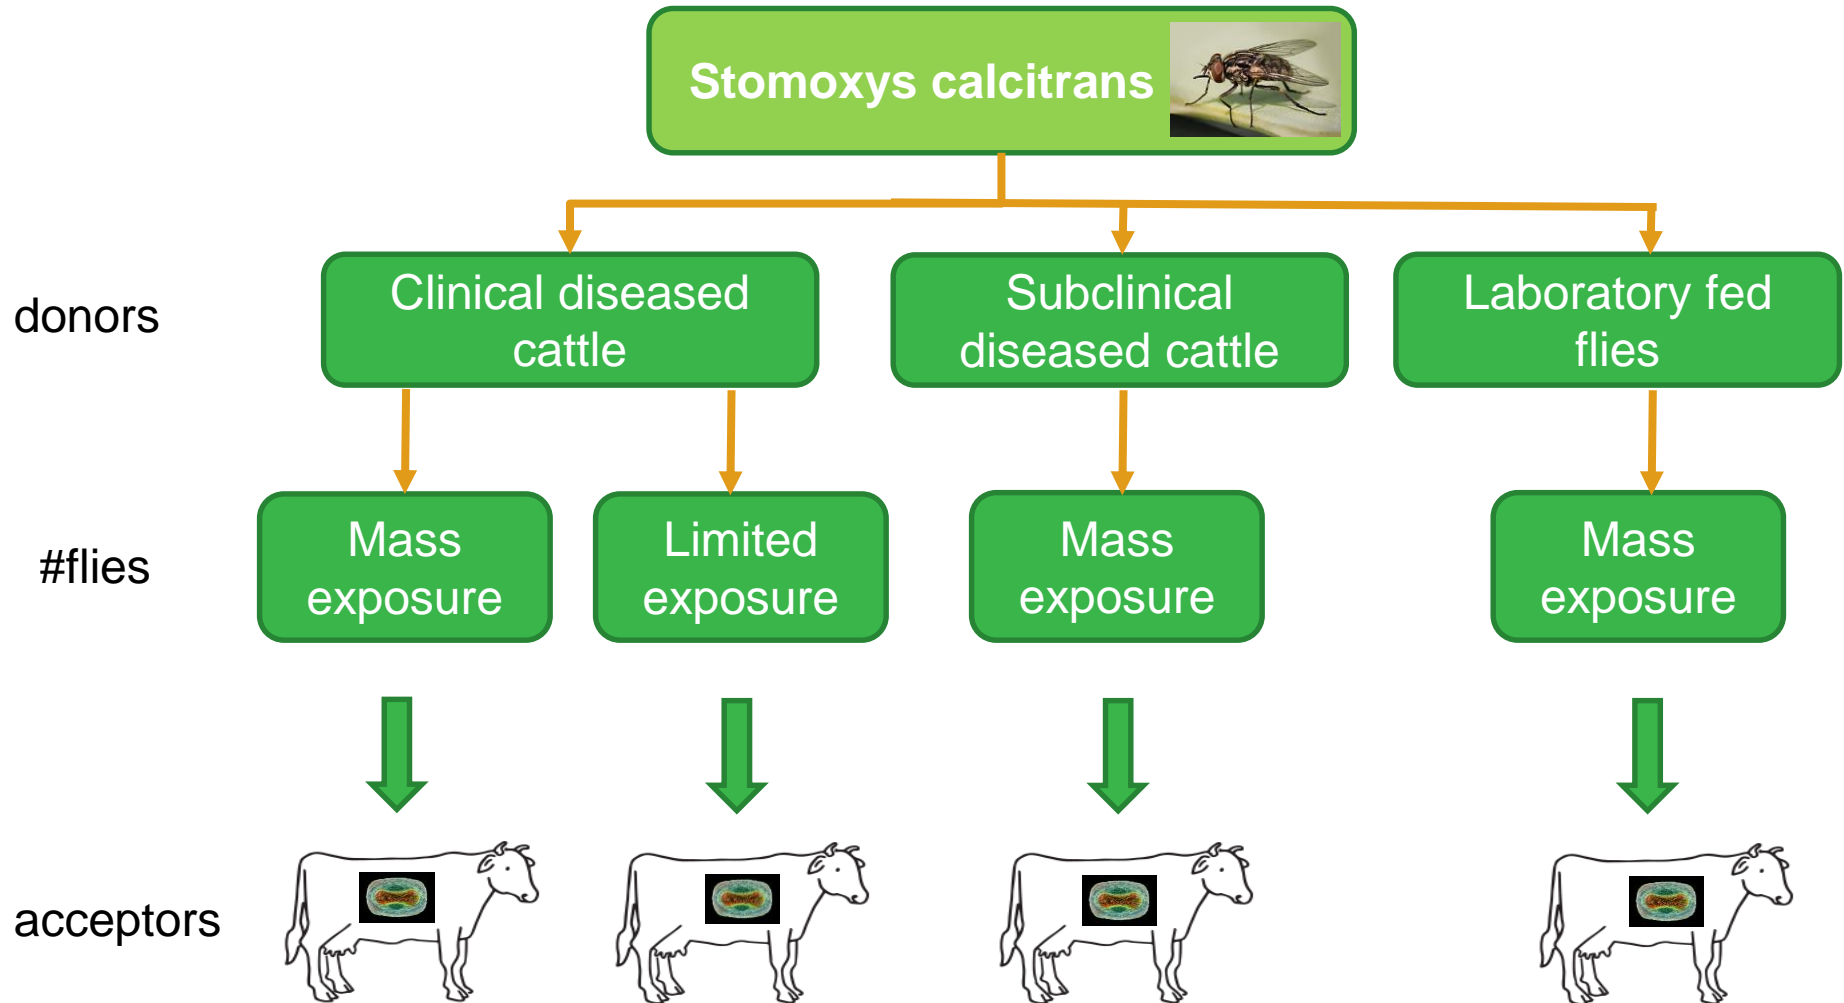 Stomoxys calcitrans
donors
Clinical diseased
cattle
Subclinical
diseased cattle
Laboratory fed
flies
#flies
Mass
exposure
Limited
exposure
Mass
exposure
Mass
exposure
acceptors